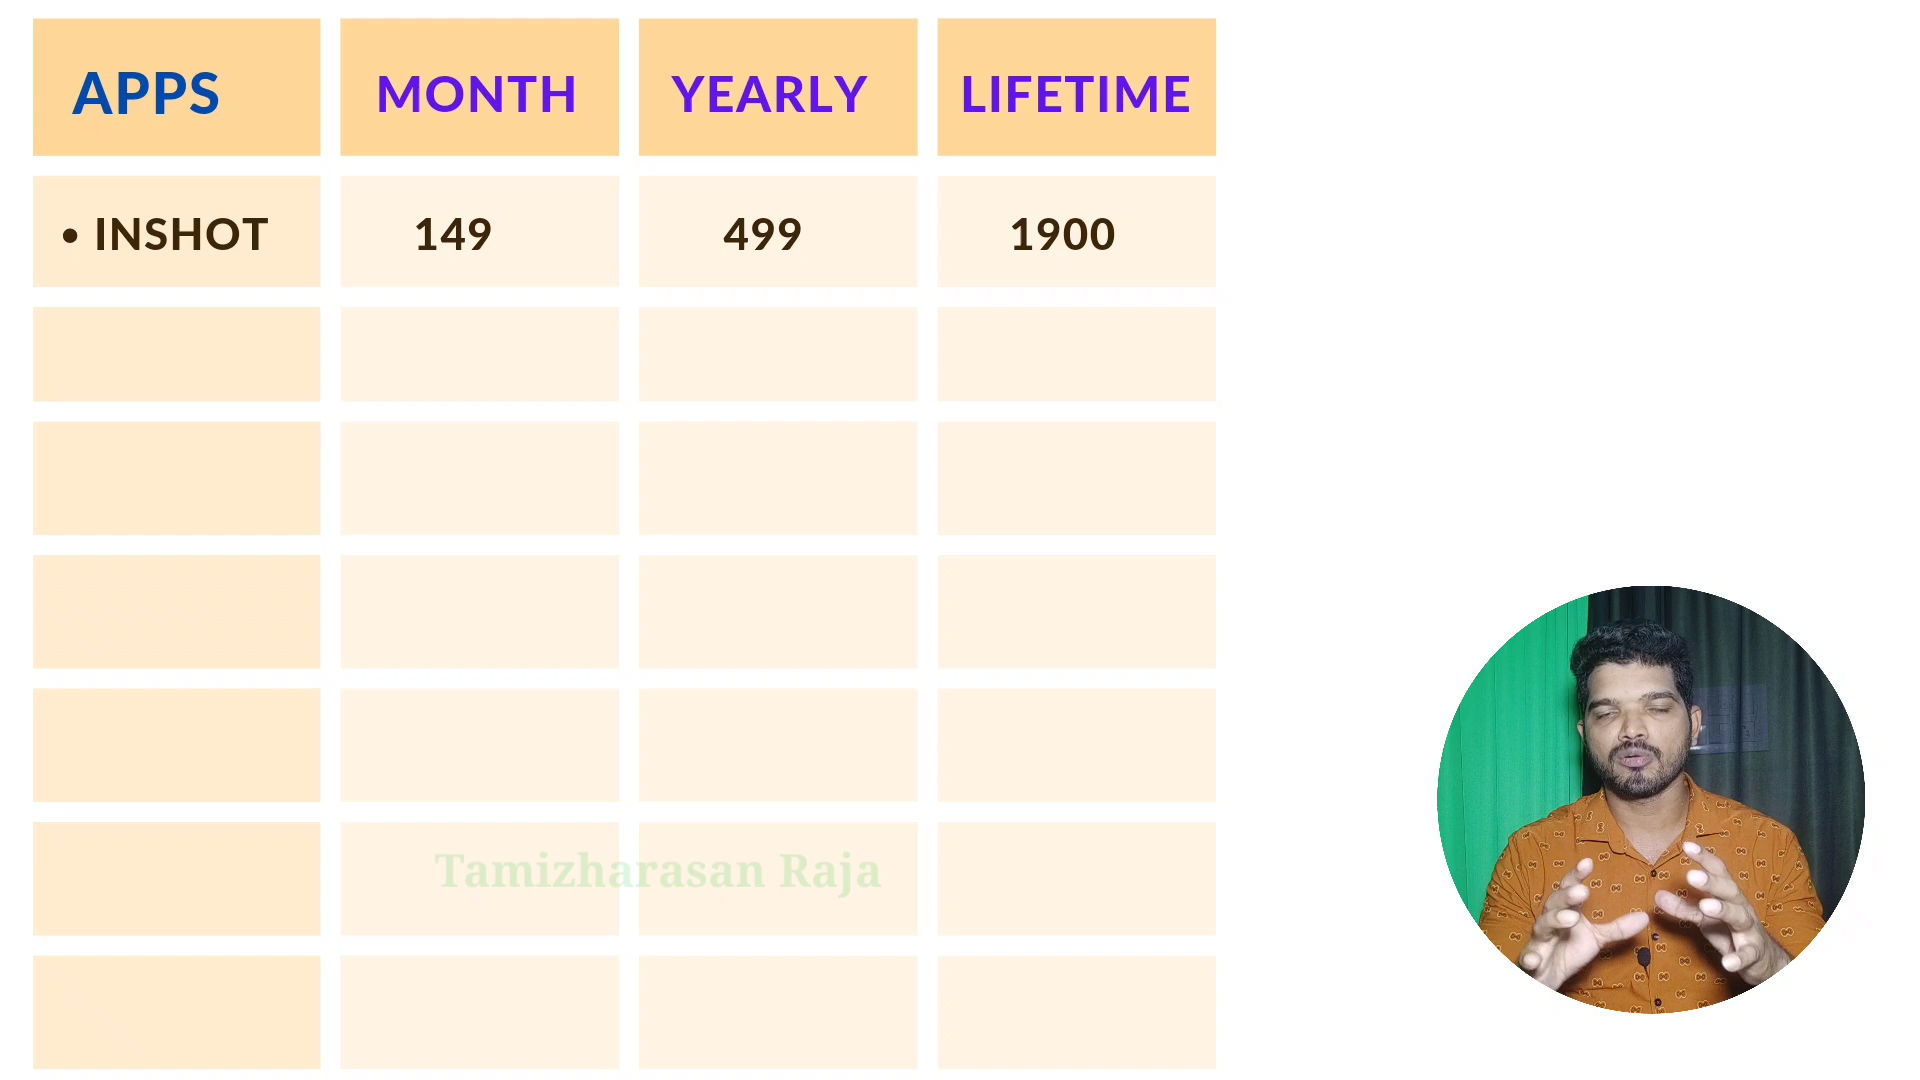 APPS MONTH YEARLY LIFETIME
• INSHOT 149 499 1900
Tamizharasan Raja